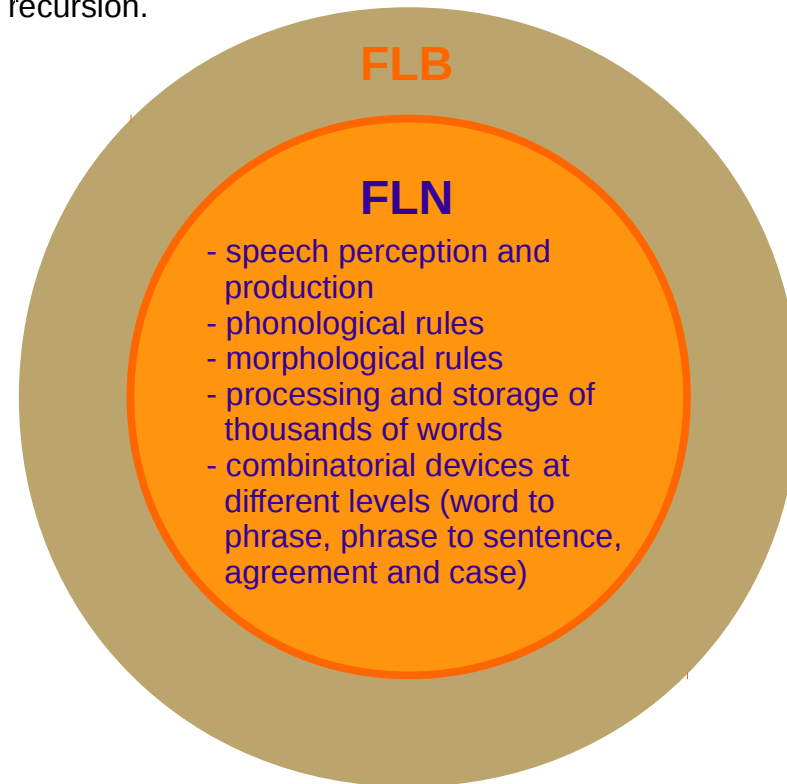 recursion.
FLB
FLN
- speech perception and
production
- phonological rules
- morphological rules
- processing and storage of
thousands of words
- combinatorial devices at
different levels (word to
phrase, phrase to sentence,
agreement and case)